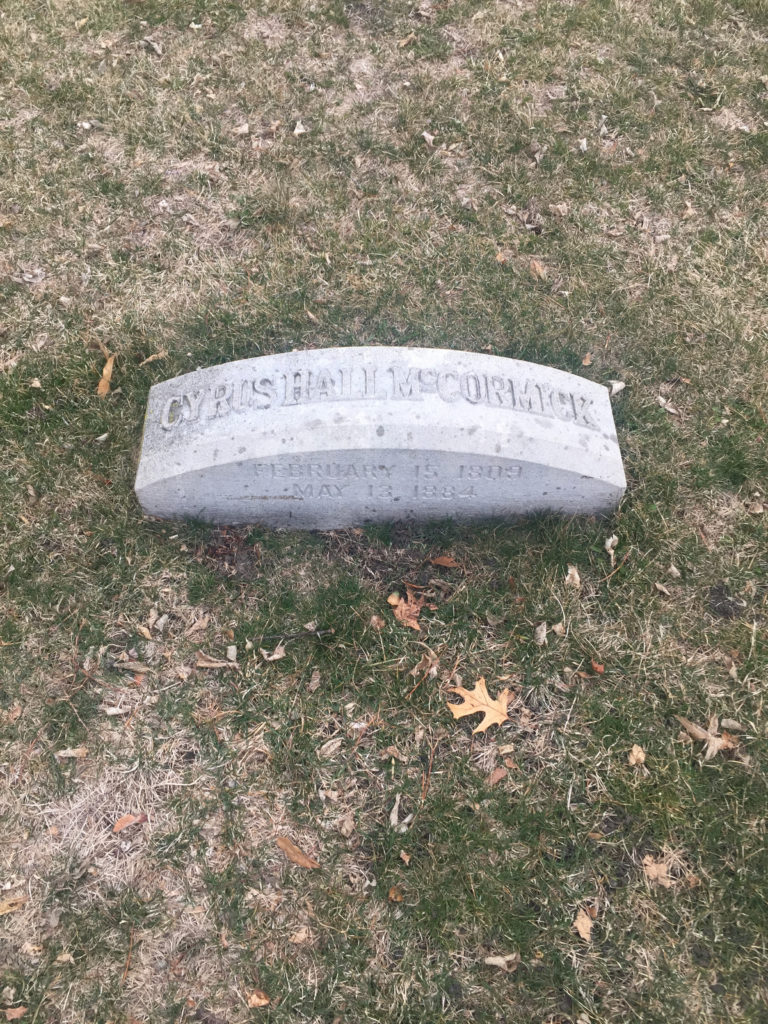 CYRUS HALL McCORMICK
FEBRUARY 15 1809
MAY 13 1884